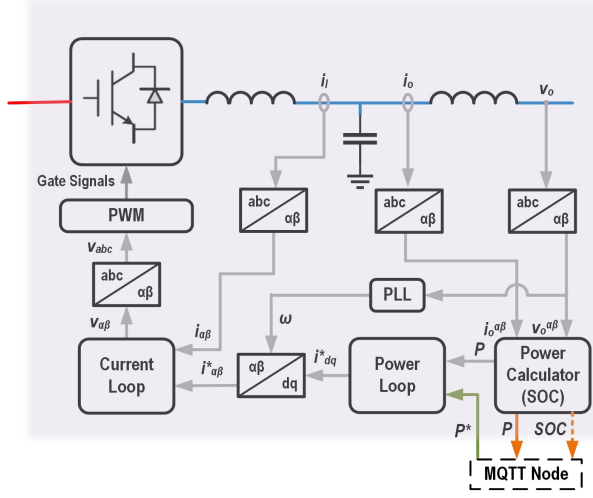 i_l
i_o
v_o
Gate Signals
abc
αβ
abc
αβ
abc
αβ
PWM
v_abc
abc
αβ
PLL
v_αβ
i_αβ
ω
i_o^αβ
v_o^αβ
Current
Loop
i*_αβ
αβ
dq
i*_dq
Power
Loop
P
Power
Calculator
(SOC)
P*
P
SOC
MQTT Node